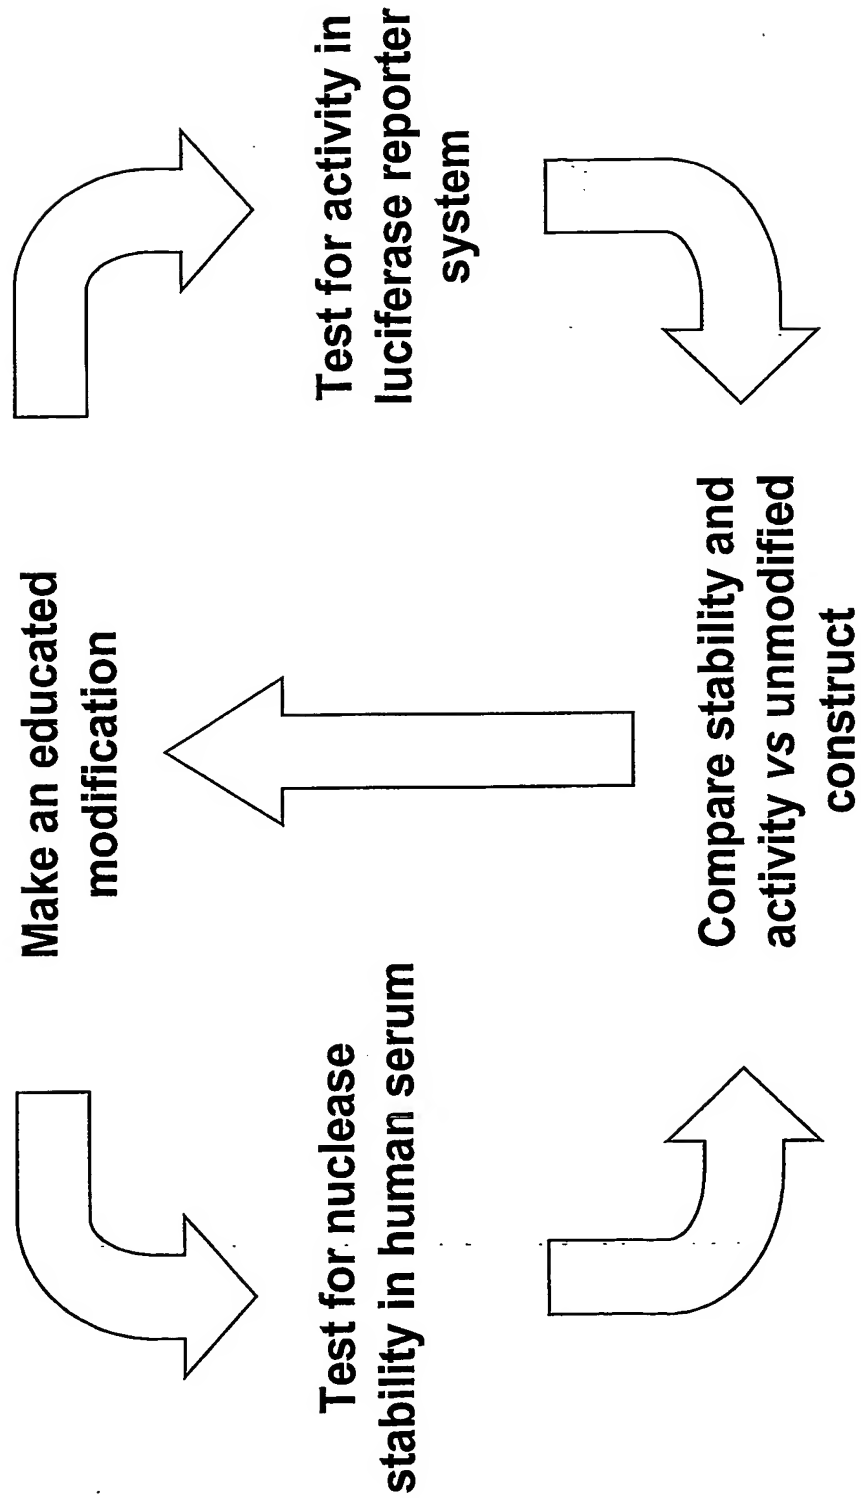 Make an educated
modification
Test for nuclease
stability in human serum
Test for activity in
luciferase reporter
system
Compare stability and
activity vs unmodified
construct